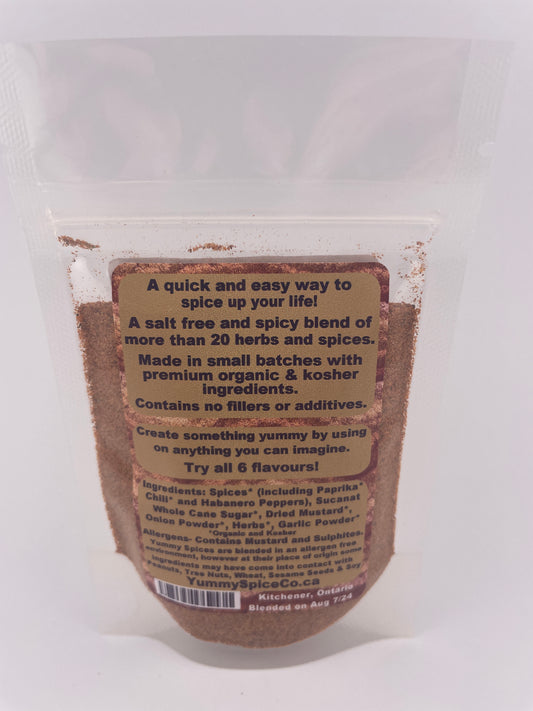 A quick and easy way to
spice up your life!
A salt free and spicy blend of
more than 20 herbs and spices.
Made in small batches with
premium organic & kosher
ingredients.
Contains no fillers or additives.
Create something yummy by using
on anything you can imagine.
Try all 6 flavours!
Ingredients: Spices* (including Paprika*
Chili* and Habanero Peppers), Sucanat
Whole Cane Sugar*, Dried Mustard*,
Onion Powder*, Herbs*, Garlic Powder*
*Organic and Kosher
Allergens- Contains Mustard and Sulphites.
Yummy Spices are blended in an allergen free
environment, however at their place of origin some
ingredients may have come into contact with
Peanuts, Tree Nuts, Wheat, Sesame Seeds & Soy
YummySpiceCo.ca
Kitchener, Ontario
Blended on Aug 7/24